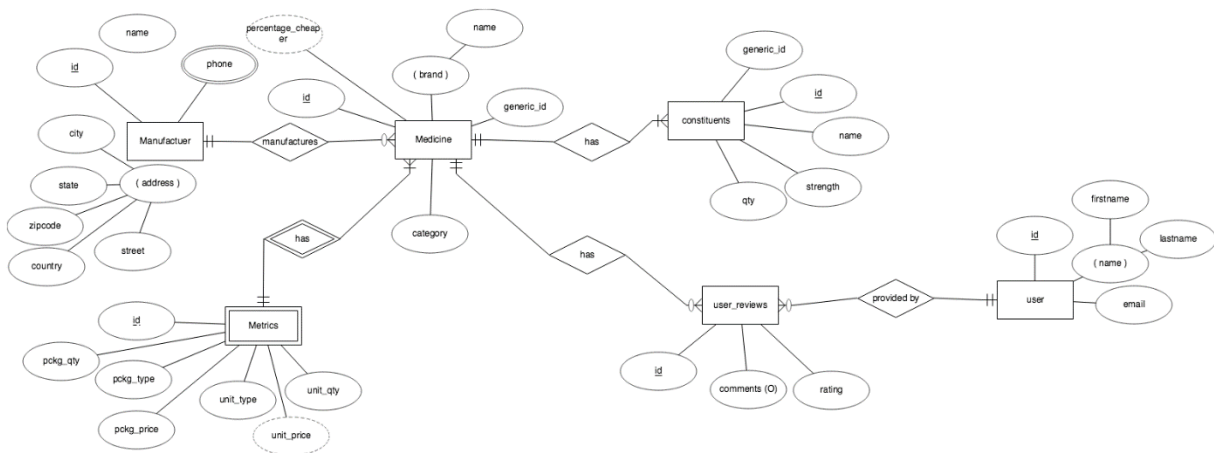 percentage_cheap
er
name
name
generic_id
id
phone
( brand )
id
id
generic_id
name
city
Manufactuer
manufactures
Medicine
has
constituents
state
( address )
strength
firstname
qty
zipcode
category
id
lastname
street
has
has
( name )
country
user_reviews
provided by
user
email
id
Metrics
pckg_qty
pckg_type
unit_qty
id
comments (O)
rating
unit_type
pckg_price
unit_price